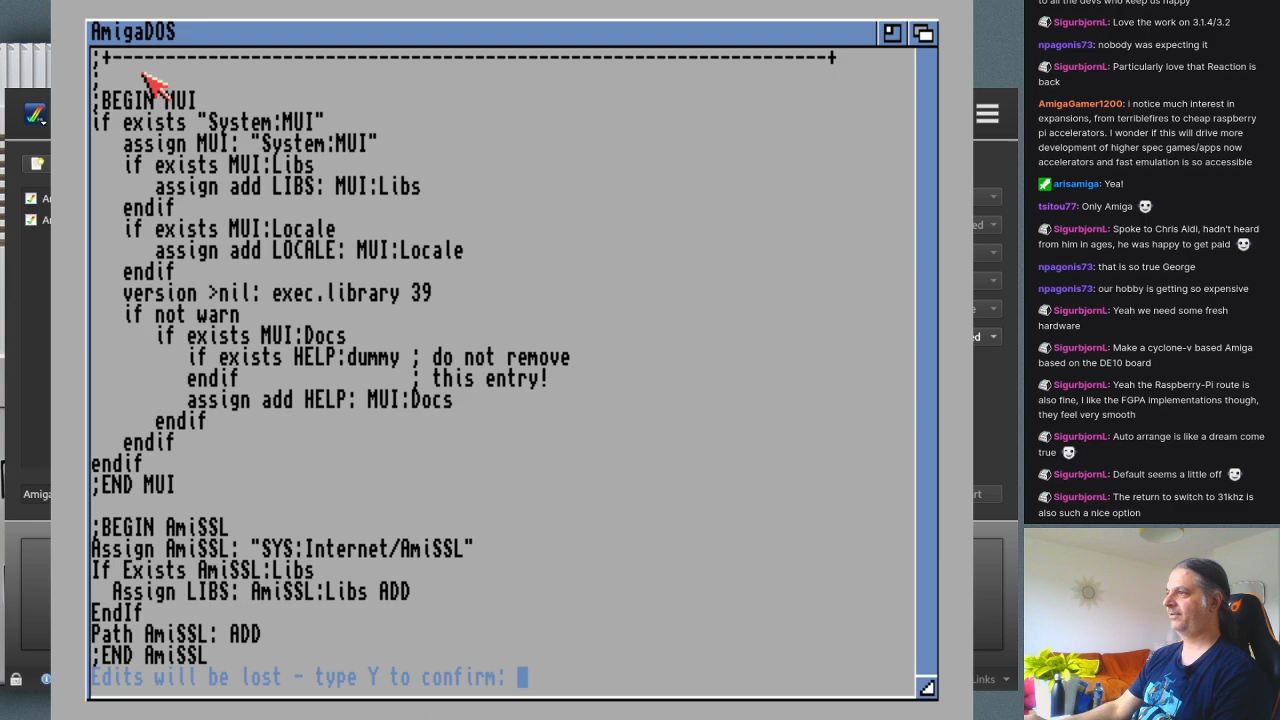 AmigaDOS
;+---------------------------------------------------------------------+
;
;BEGIN MUI
if exists "System:MUI"
assign MUI: "System:MUI"
if exists MUI:Libs
assign add LIBS: MUI:Libs
endif
if exists MUI:Locale
assign add LOCALE: MUI:Locale
endif
version >nil: exec.library 39
if not warn
if exists MUI:Docs
if exists HELP:dummy ; do not remove
endif ; this entry!
assign add HELP: MUI:Docs
endif
endif
endif
;END MUI
;BEGIN AmiSSL
Assign AmiSSL: "SYS:Internet/AmiSSL"
If Exists AmiSSL:Libs
Assign LIBS: AmiSSL:Libs ADD
EndIf
Path AmiSSL: ADD
;END AmiSSL
Edits will be lost - type Y to confirm:
Links
to all the devs who keep us happy
SigurbjornL: Love the work on 3.1.4/3.2
npagonis73: nobody was expecting it
SigurbjornL: Particularly love that Reaction is
back
AmigaGamer1200: i notice much interest in
expansions, from terriblefires to cheap raspberry
pi accelerators. I wonder if this will drive more
development of higher spec games/apps now
accelerators and fast emulation is so accessible
arisamiga: Yea!
tsitou77: Only Amiga
SigurbjornL: Spoke to Chris Aldi, hadn't heard
from him in ages, he was happy to get paid
npagonis73: that is so true George
npagonis73: our hobby is getting so expensive
SigurbjornL: Yeah we need some fresh
hardware
SigurbjornL: Make a cyclone-v based Amiga
based on the DE10 board
SigurbjornL: Yeah the Raspberry-Pi route is
also fine, I like the FGPA implementations though,
they feel very smooth
SigurbjornL: Auto arrange is like a dream come
true
SigurbjornL: Default seems a little off
SigurbjornL: The return to switch to 31khz is
also such a nice option